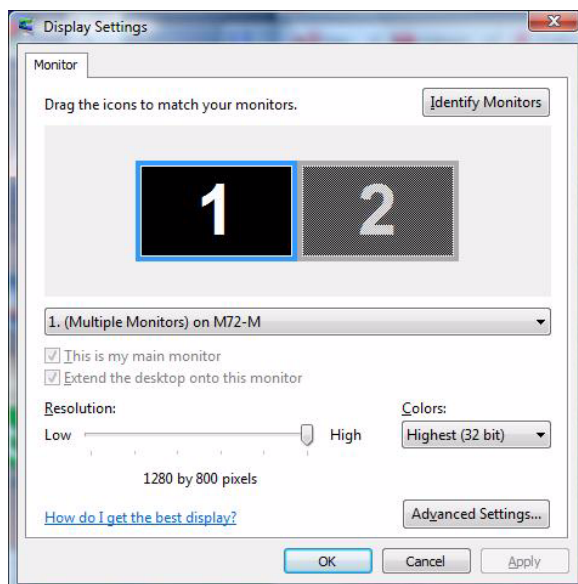 Display Settings
Monitor
Drag the icons to match your monitors.
Identify Monitors
1
2
1. (Multiple Monitors) on M72-M
This is my main monitor
Extend the desktop onto this monitor
Resolution:
Colors:
Low
High
Highest (32 bit)
1280 by 800 pixels
How do I get the best display?
Advanced Settings...
OK
Cancel
Apply